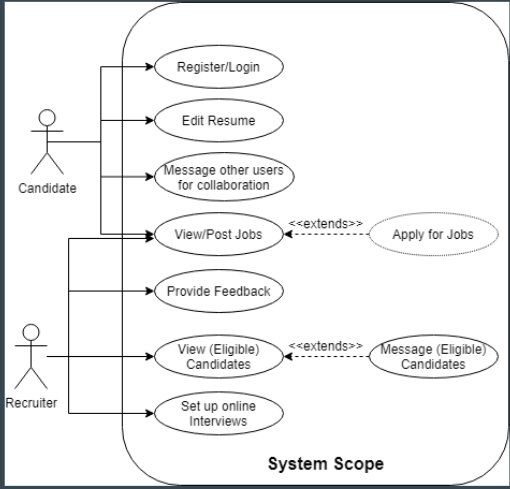 Register/Login
Edit Resume
Candidate
Message other users
for collaboration
View/Post Jobs
<<extends>>
Apply for Jobs
Provide Feedback
Recruiter
View (Eligible)
Candidates
<<extends>>
Message (Eligible)
Candidates
Set up online
Interviews
System Scope